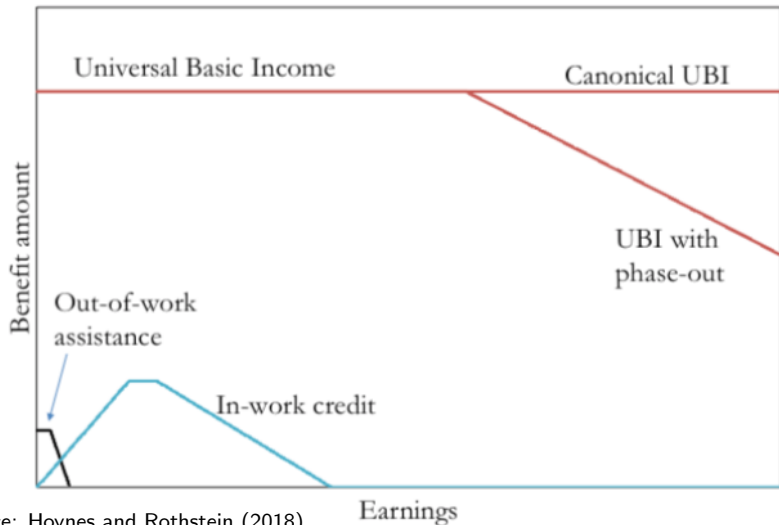 Universal Basic Income
Canonical UBI
Benefit amount
UBI with
phase-out
Out-of-work
assistance
In-work credit
Earnings
e: Hoynes and Rothstein (2018)